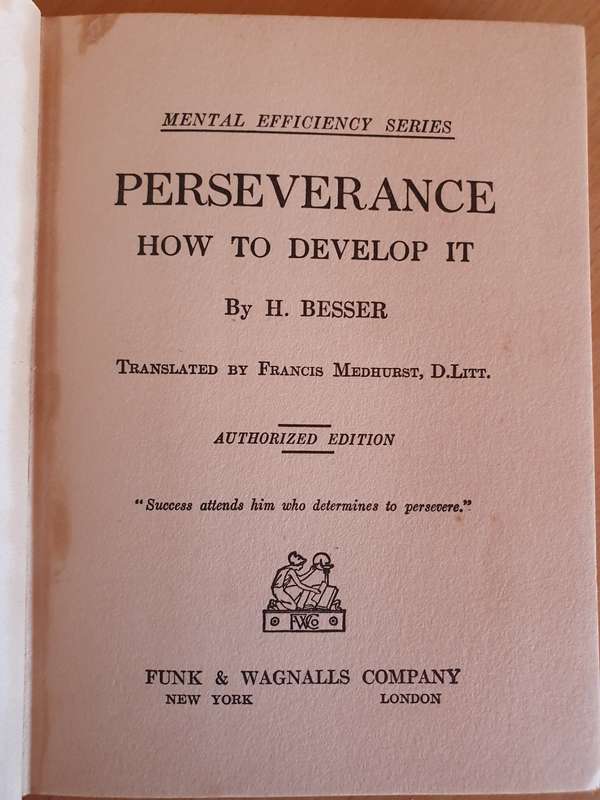 MENTAL EFFICIENCY SERIES
PERSEVERANCE
HOW TO DEVELOP IT
By H. BESSER
TRANSLATED BY FRANCIS MEDHURST, D.LITT.
AUTHORIZED EDITION
"Success attends him who determines to persevere."
FWCo
FUNK & WAGNALLS COMPANY
NEW YORK LONDON